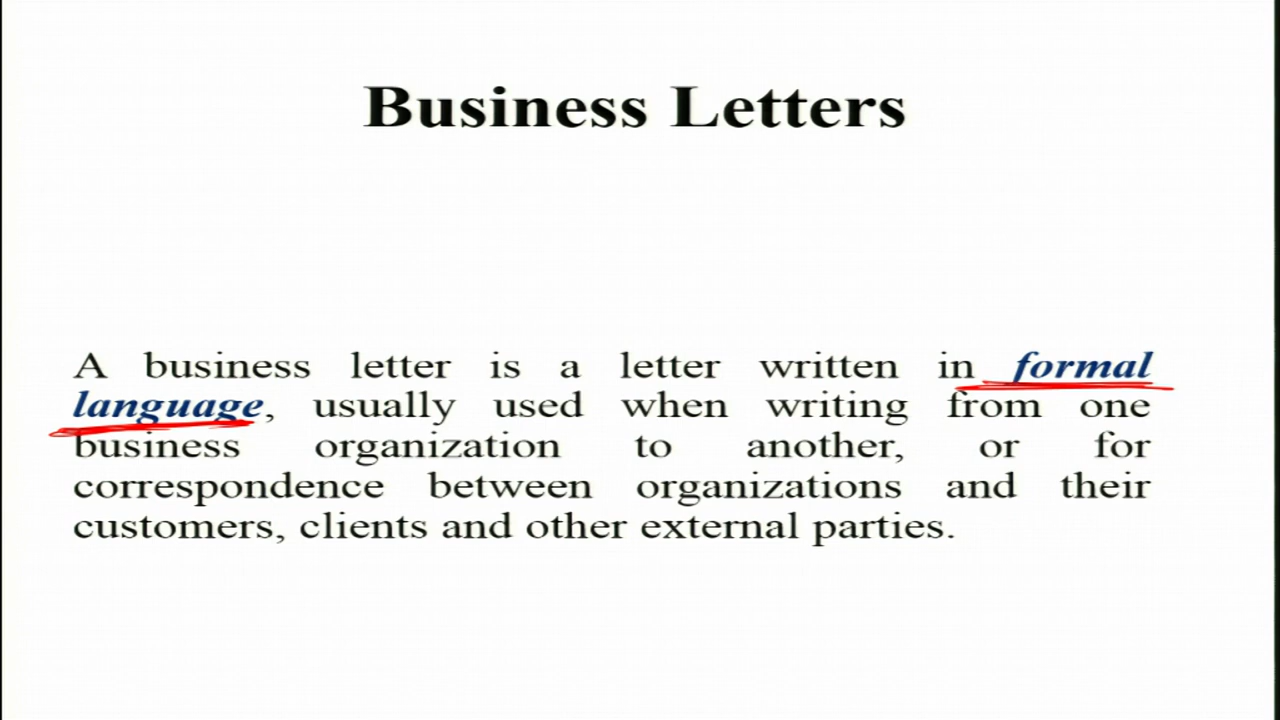 Business Letters
A business letter is a letter written in formal
language, usually used when writing from one
business organization to another, or for
correspondence between organizations and their
customers, clients and other external parties.